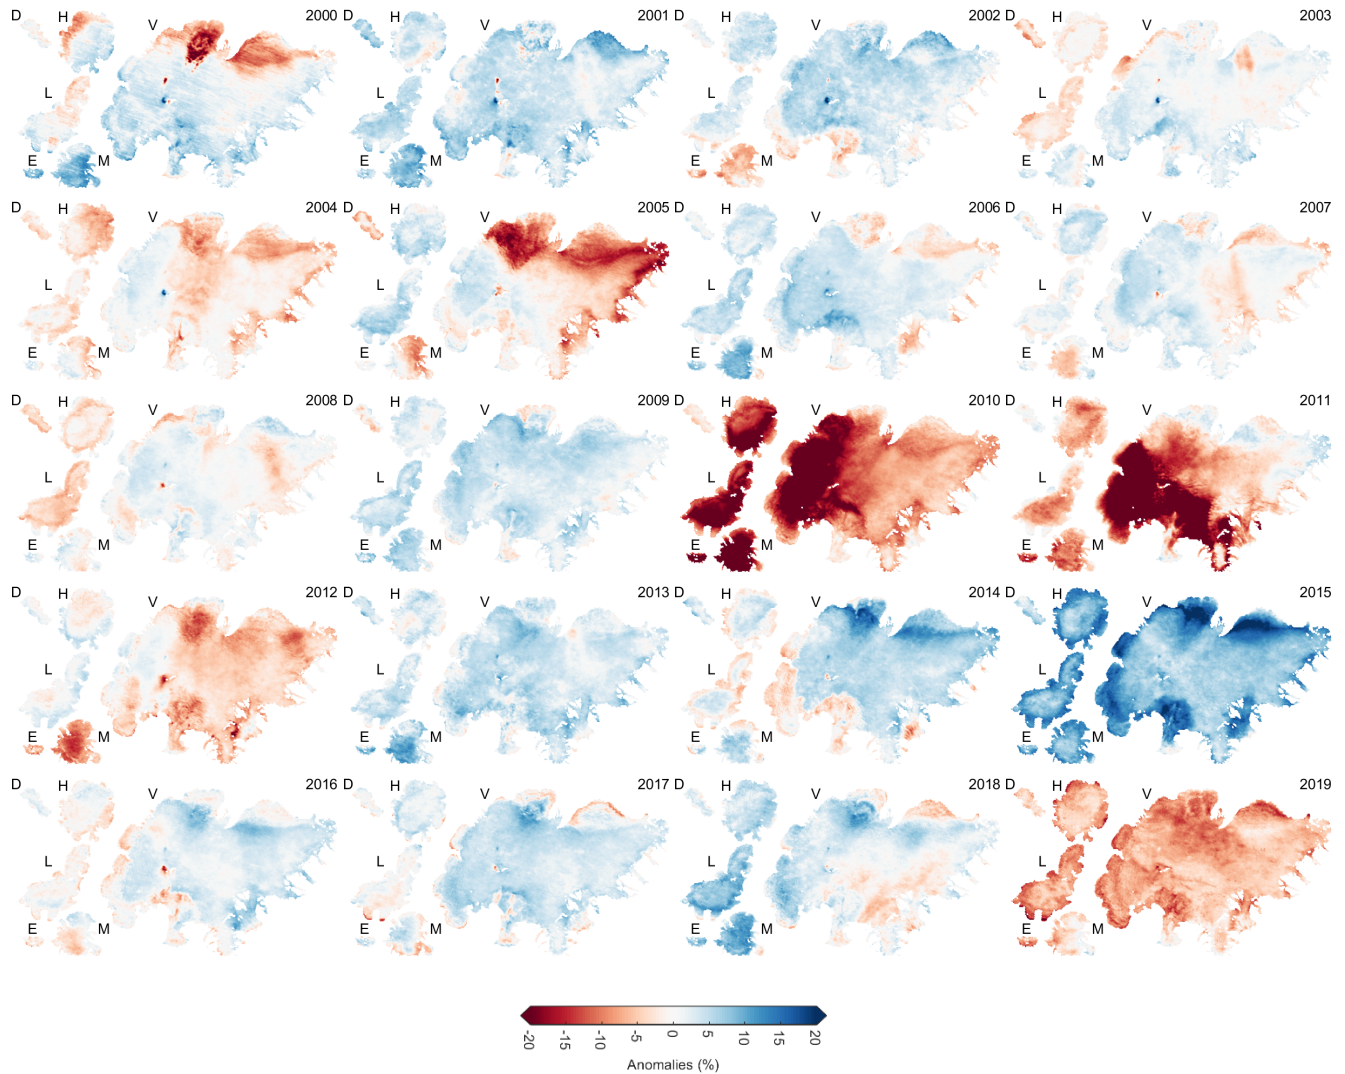 D H V 2000 D H V 2001 D H V 2002 D H V 2003
L L L L
E M E M E M E M
D H V 2004 D H V 2005 D H V 2006 D H V 2007
L L L L
E M E M E M E M
D H V 2008 D H V 2009 D H V 2010 D H V 2011
L L L L
E M E M E M E M
D H V 2012 D H V 2013 D H V 2014 D H V 2015
L L L L
E M E M E M E M
D H V 2016 D H V 2017 D H V 2018 D H V 2019
L L L L
E M E M E M E M
-20 -15 -10 -5 0 5 10 15 20
Anomalies (%)